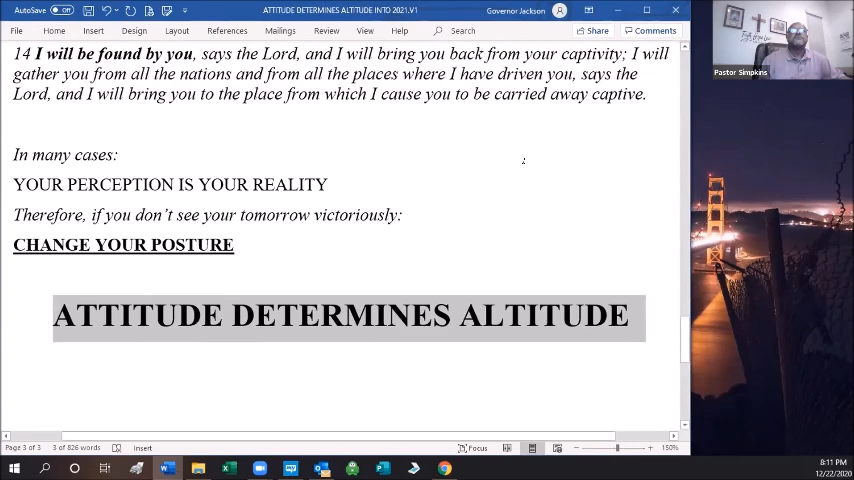 AutoSave Off
ATTITUDE DETERMINES ALTITUDE INTO 2021.V1
Governor Jackson
File Home Insert Design Layout References Mailings Review View Help Search Share Comments
14 I will be found by you, says the Lord, and I will bring you back from your captivity; I will
gather you from all the nations and from all the places where I have driven you, says the
Lord, and I will bring you to the place from which I cause you to be carried away captive.
In many cases:
YOUR PERCEPTION IS YOUR REALITY
Therefore, if you don't see your tomorrow victoriously:
CHANGE YOUR POSTURE
ATTITUDE DETERMINES ALTITUDE
Page 3 of 3 3 of 826 words Insert Focus 150%
Pastor Simpkins
8:11 PM
12/22/2020